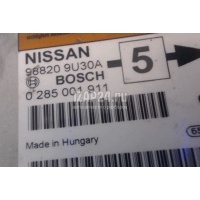 NISSAN
98820 9U30A
BOSCH
0 285 001 911
5
Made in Hungary